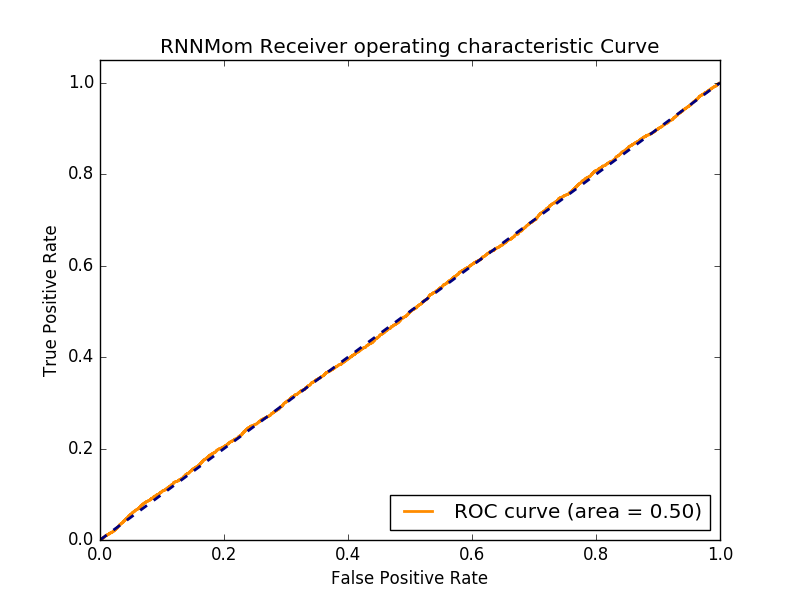 RNNMom Receiver operating characteristic Curve
1.0
0.8
0.6
0.4
0.2
0.0
True Positive Rate
ROC curve (area = 0.50)
0.0 0.2 0.4 0.6 0.8 1.0
False Positive Rate